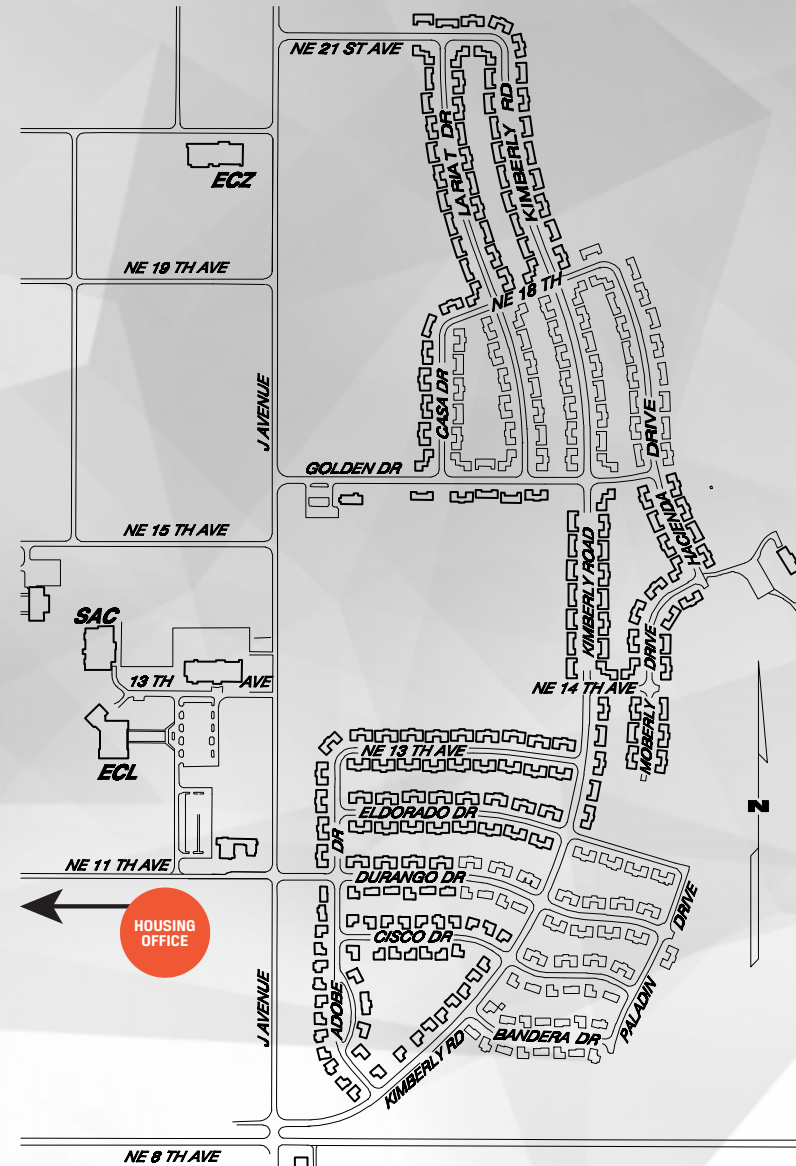 NE 21 ST AVE
LARIAT DR
KIMBERLY RD
ECZ
NE 19 TH AVE
NE 18 TH
J AVENUE
CASA DR
DRIVE
GOLDEN DR
HACIENDA
NE 15 TH AVE
KIMBERLY ROAD
SAC
DRIVE
13 TH AVE
NE 14 TH AVE
MOBERLY
ECL
NE 13 TH AVE
N
ELDORADO DR
DR
NE 11 TH AVE
DURANGO DR
HOUSING
OFFICE
DRIVE
CISCO DR
J AVENUE
ADOBE
PALADIN
BANDERA DR
KIMBERLY RD
NE 8 TH AVE